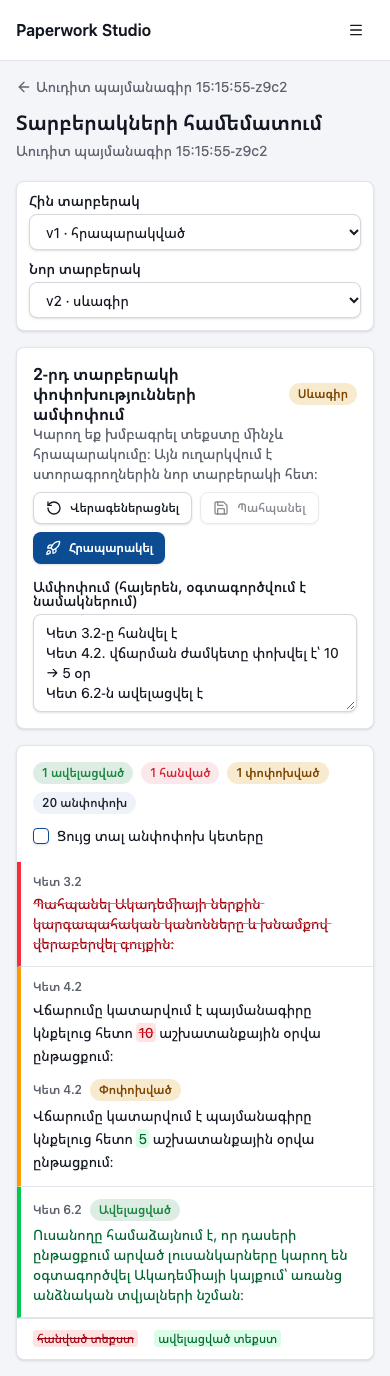 Paperwork Studio
Աուդիտ պայմանագիր 15:15:55-z9c2
Տարբերակների համեմատում
Աուդիտ պայմանագիր 15:15:55-z9c2
Հին տարբերակ
v1 · հրապարակված
Նոր տարբերակ
v2 · սևագիր
2-րդ տարբերակի
փոփոխությունների
ամփոփում
Սևագիր
Կարող եք խմբագրել տեքստը մինչև
հրապարակումը։ Այն ուղարկվում է
ստորագրողներին նոր տարբերակի հետ։
Վերագեներացնել
Պահպանել
Հրապարակել
Ամփոփում (հայերեն, օգտագործվում է
նամակներում)
Կետ 3.2-ը հանվել է
Կետ 4.2. վճարման ժամկետը փոխվել է՝ 10
→ 5 օր
Կետ 6.2-ն ավելացվել է
1 ավելացված
1 հանված
1 փոփոխված
20 անփոփոխ
Ցույց տալ անփոփոխ կետերը
Կետ 3.2
Պահպանել Ակադեմիայի ներքին
կարգապահական կանոնները և խնամքով
վերաբերվել գույքին։
Կետ 4.2
Վճարումը կատարվում է պայմանագիրը
կնքելուց հետո 10 աշխատանքային օրվա
ընթացքում։
Կետ 4.2 Փոփոխված
Վճարումը կատարվում է պայմանագիրը
կնքելուց հետո 5 աշխատանքային օրվա
ընթացքում։
Կետ 6.2 Ավելացված
Ուսանողը համաձայնում է, որ դասերի
ընթացքում արված լուսանկարները կարող են
օգտագործվել Ակադեմիայի կայքում՝ առանց
անձնական տվյալների նշման։
հանված տեքստ
ավելացված տեքստ